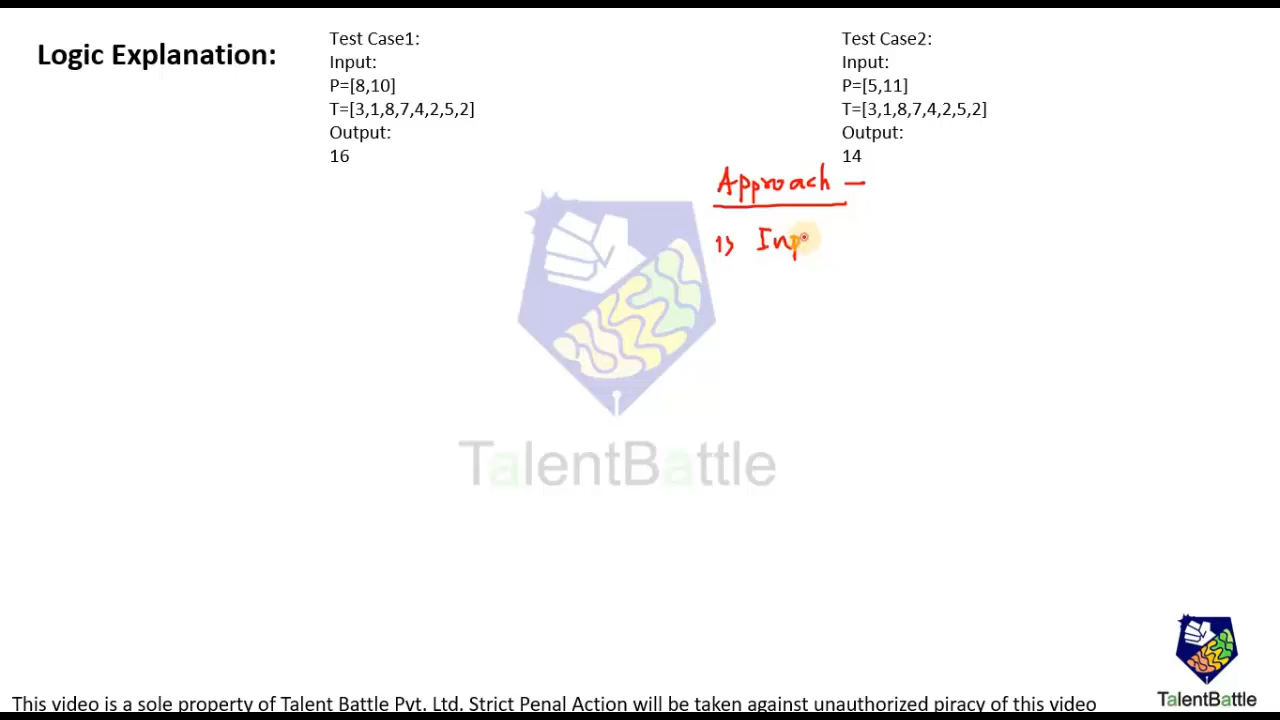 Logic Explanation:
Test Case1:
Input:
P=[8,10]
T=[3,1,8,7,4,2,5,2]
Output:
16
Test Case2:
Input:
P=[5,11]
T=[3,1,8,7,4,2,5,2]
Output:
14
Approach -
1) Inp
TalentBattle
TalentBattle
This video is a sole property of Talent Battle Pvt. Ltd. Strict Penal Action will be taken against unauthorized piracy of this video